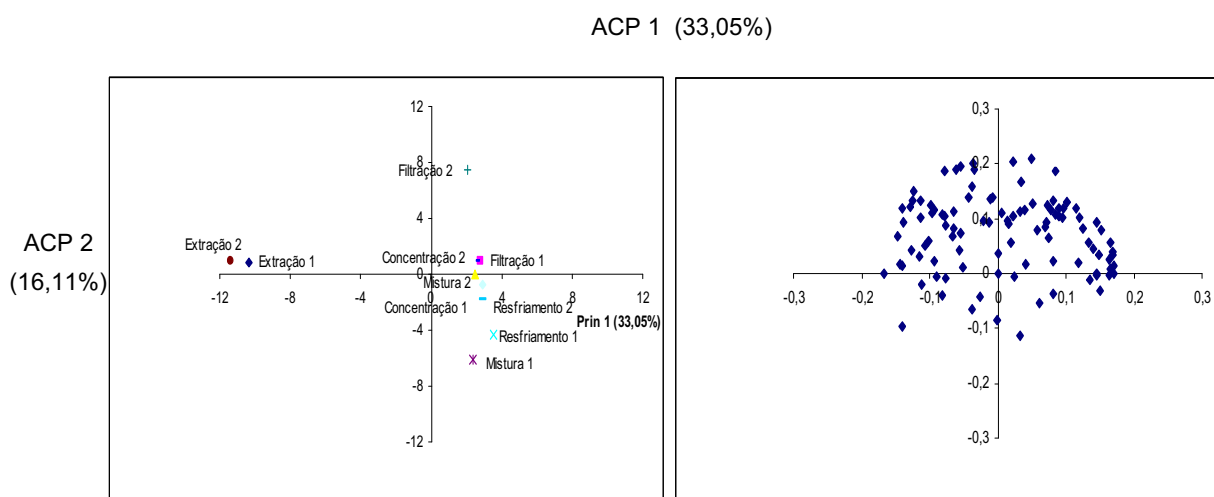 ACP 1 (33,05%)
ACP 2
(16,11%)
12
8
4
0
-4
-8
-12
-12
-8
-4
0
4
8
12
Filtração 2
Extração 2
Extração 1
Concentração 2
Filtração 1
Mistura 2
Concentração 1
Resfriamento 2
Prin 1 (33,05%)
Resfriamento 1
Mistura 1
0,3
0,2
0,1
0,0
-0,1
-0,2
-0,3
-0,3
-0,2
-0,1
0,0
0,1
0,2
0,3